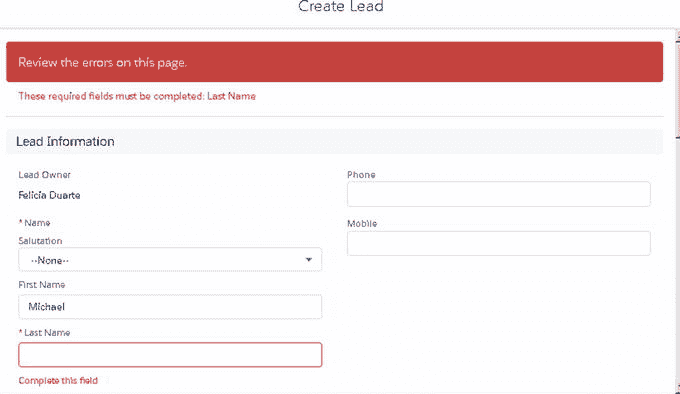 Create Lead
Review the errors on this page.
These required fields must be completed: Last Name
Lead Information
Lead Owner
Felicia Duarte
* Name
Salutation
--None--
First Name
Michael
* Last Name
Complete this field
Phone
Mobile